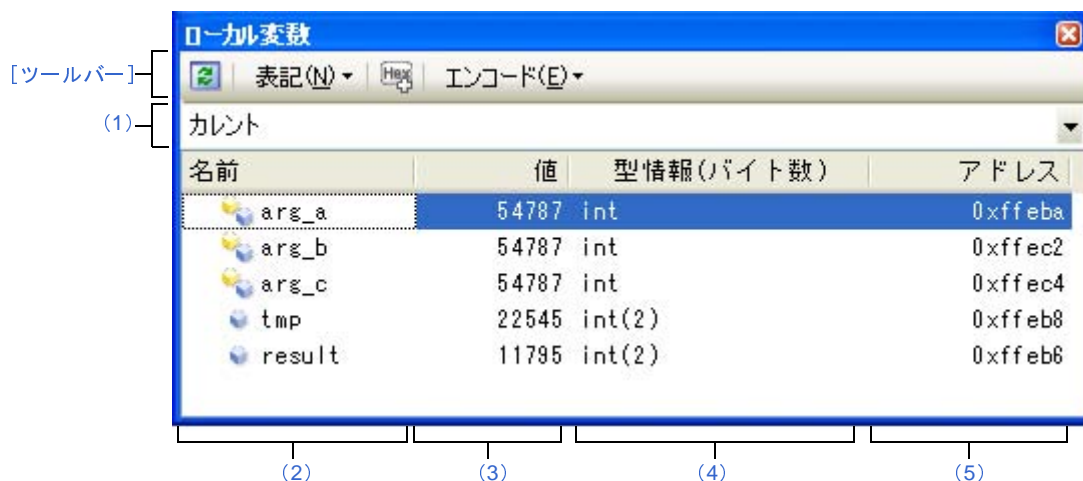 ローカル変数
[ツールバー]
表記(N) Hex エンコード(E)
(1)
カレント
名前 値 型情報(バイト数) アドレス
arg_a 54787 int 0xffeba
arg_b 54787 int 0xffec2
arg_c 54787 int 0xffec4
tmp 22545 int(2) 0xffeb8
result 11795 int(2) 0xffeb6
(2) (3) (4) (5)